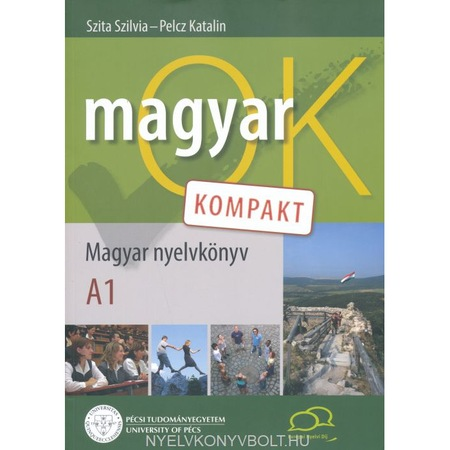 Szita Szilvia – Pelcz Katalin
magyar
OK
KOMPAKT
Magyar nyelvkönyv
A1
PÉCSI TUDOMÁNYEGYETEM
UNIVERSITY OF PÉCS
NYELVKONYVBOLT.HU